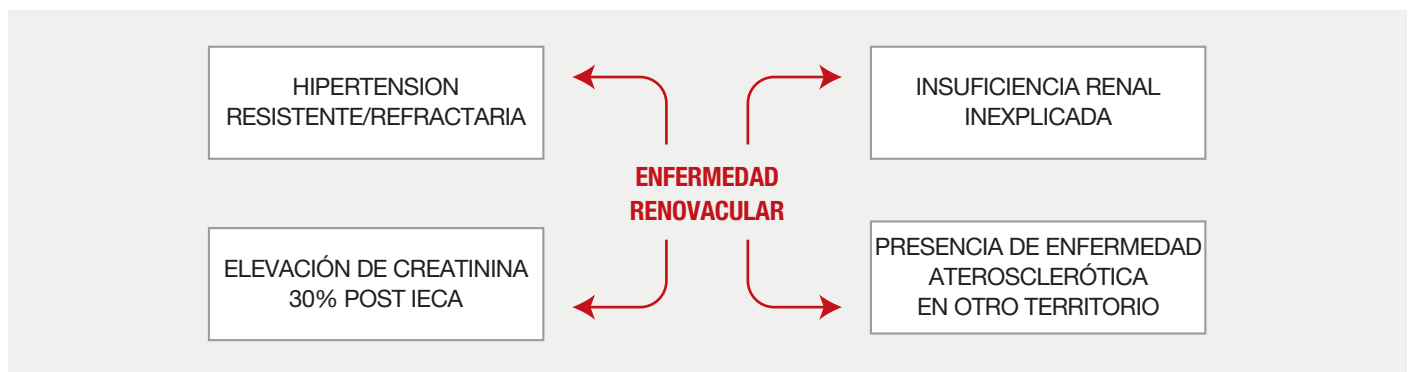 HIPERTENSION
RESISTENTE/REFRACTARIA
INSUFICIENCIA RENAL
INEXPLICADA
ENFERMEDAD
RENOVACULAR
ELEVACIÓN DE CREATININA
30% POST IECA
PRESENCIA DE ENFERMEDAD
ATEROSCLERÓTICA
EN OTRO TERRITORIO